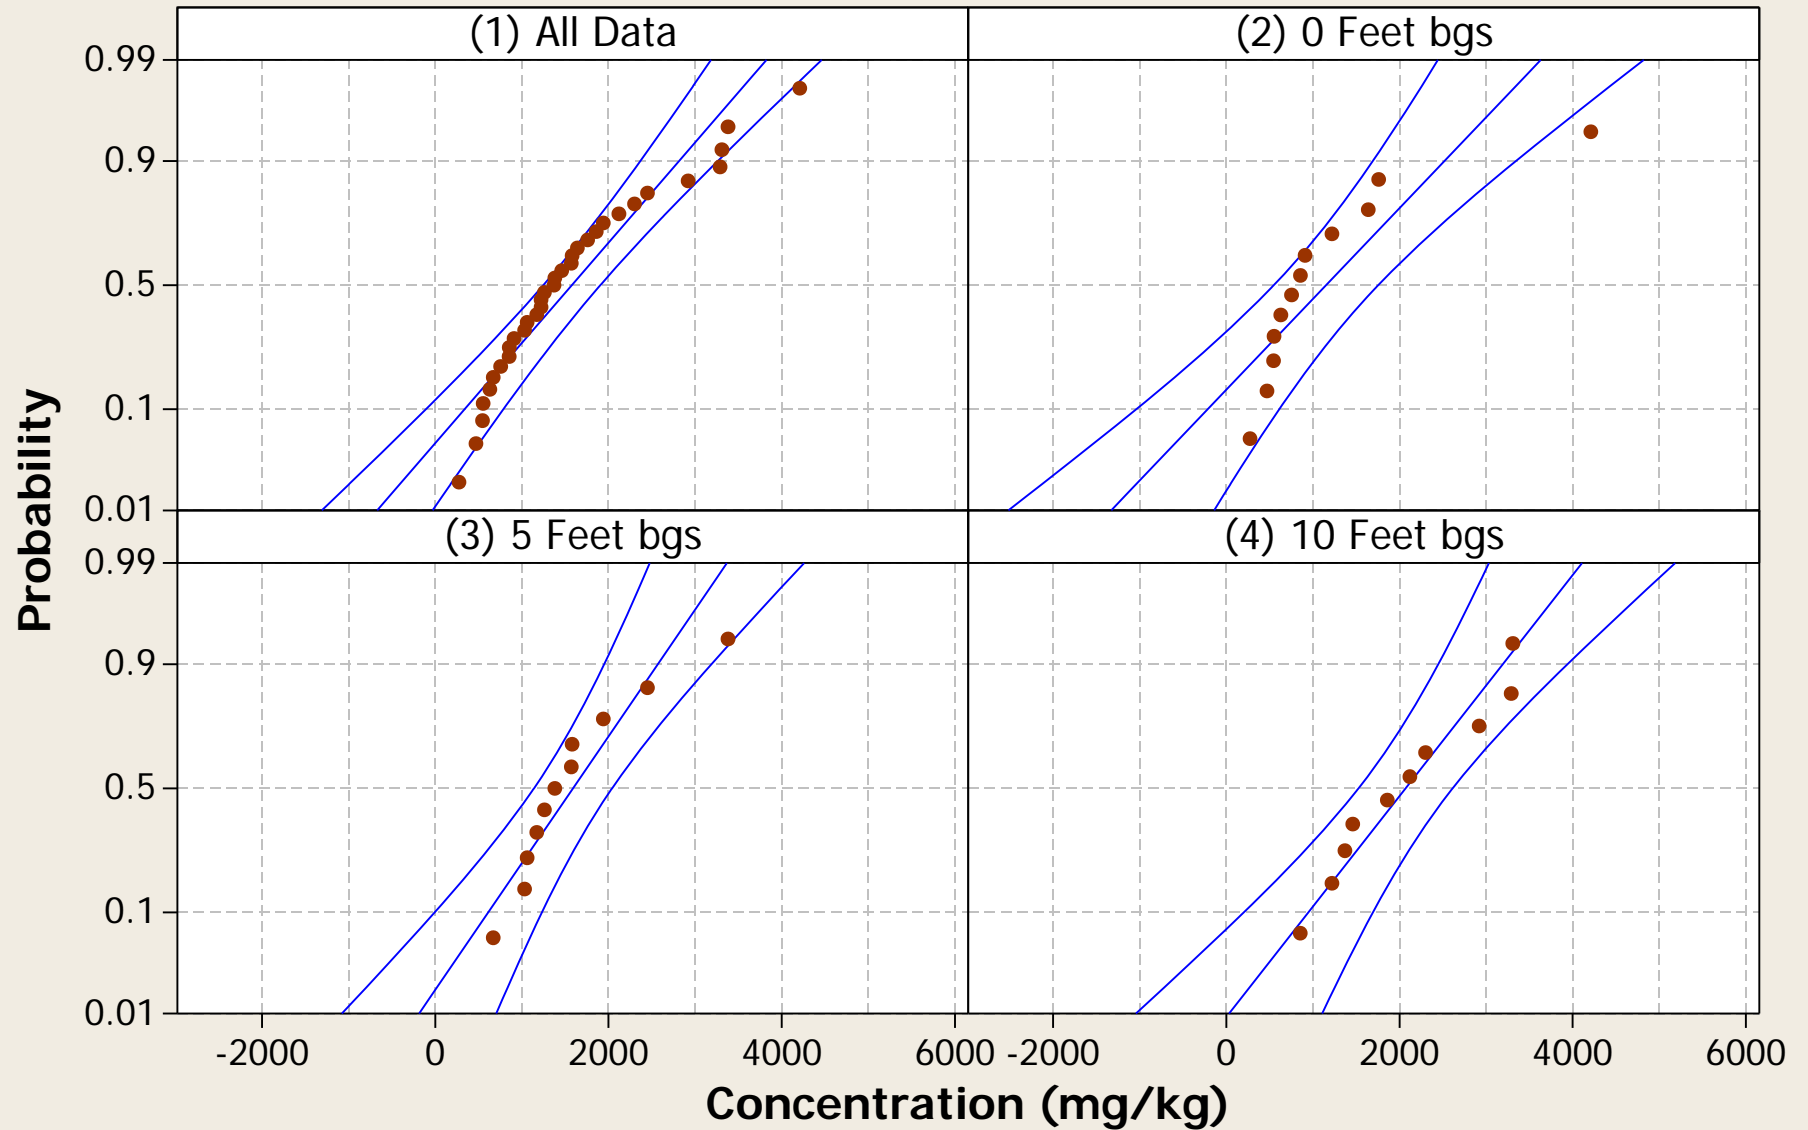 (1) All Data
(2) 0 Feet bgs
0.99
0.9
0.5
0.1
0.01
(3) 5 Feet bgs
(4) 10 Feet bgs
0.99
0.9
0.5
0.1
0.01
Probability
-2000 0 2000 4000 6000 -2000 0 2000 4000 6000
Concentration (mg/kg)